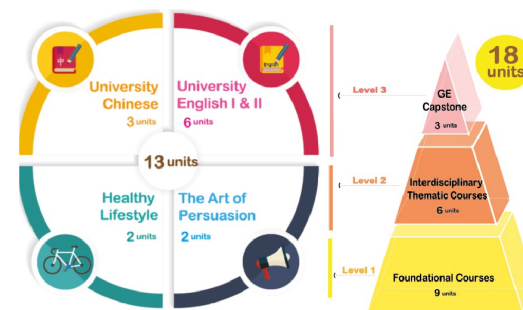 University
Chinese
3 units
University
English I & II
6 units
13 units
Healthy
Lifestyle
2 units
The Art of
Persuasion
2 units
18
units
Level 3
GE
Capstone
3 units
Level 2
Interdisciplinary
Thematic Courses
6 units
Level 1
Foundational Courses
9 units
中
English